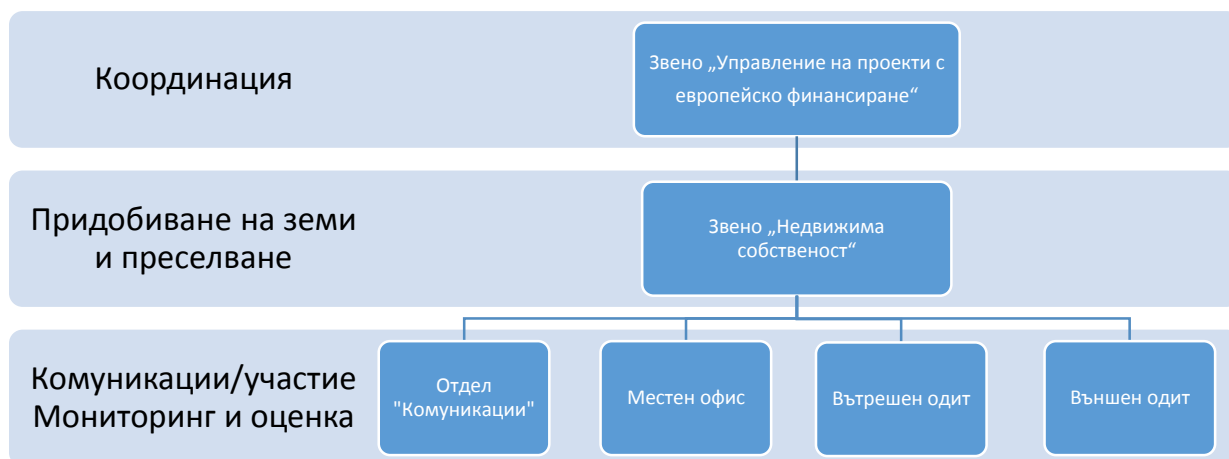 Координация
Звено „Управление на проекти с
европейско финансиране“
Придобиване на земи
и преселване
Звено „Недвижима
собственост“
Комуникации/участие
Мониторинг и оценка
Отдел
"Комуникации"
Местен офис
Вътрешен одит
Външен одит